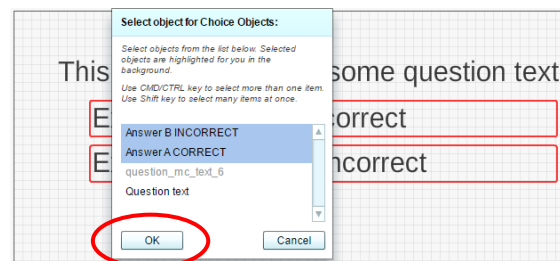 Select object for Choice Objects:
Select objects from the list below. Selected
objects are highlighted for you in the
background.
Use CMD/CTRL key to select more than one item.
Use Shift key to select many items at once.
This some question text
E correct
E ncorrect
Answer B INCORRECT
Answer A CORRECT
question_mc_text_6
Question text
OK Cancel